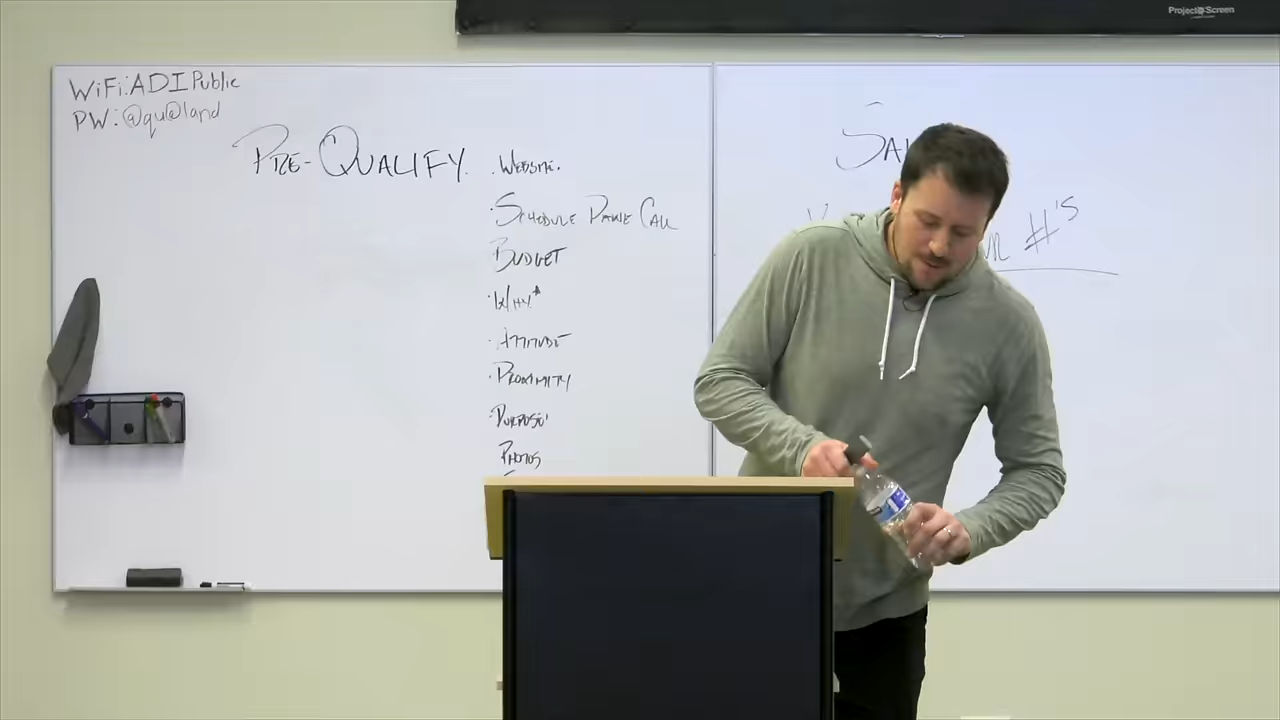 Project Screen
WiFi: ADI Public
PW: @qu@land
PRE-QUALIFY
. WEBSITE.
· SCHEDULE PHONE CALL
BUDGET
· WHY*
· ATTITUDE
· PROXIMITY
· PURPOSE
PHOTOS
SA
#'S